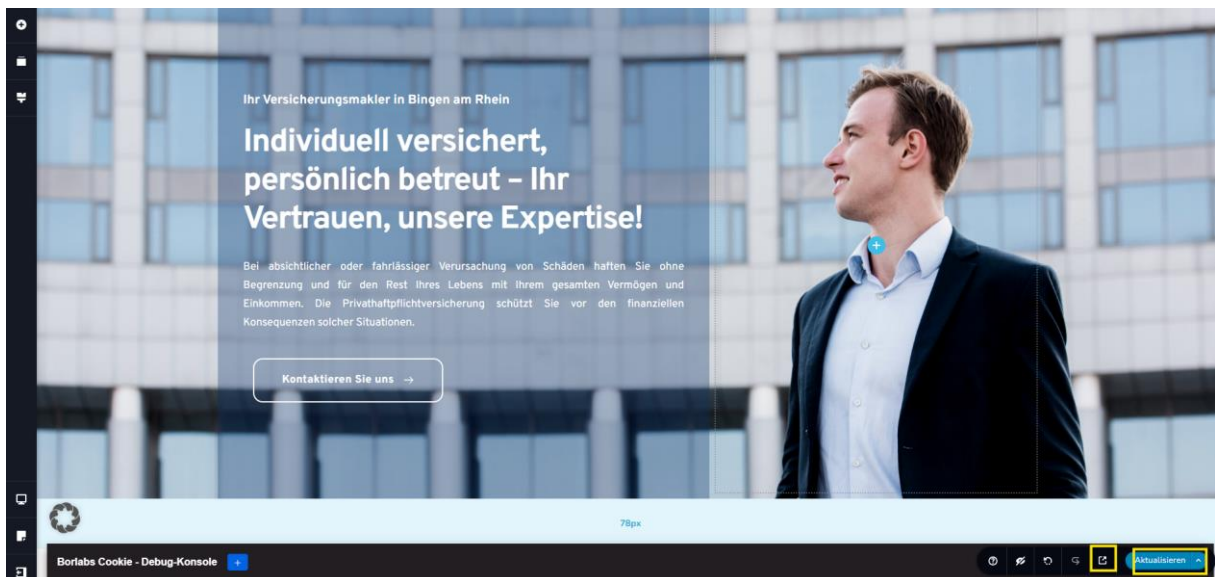 Ihr Versicherungsmakler in Bingen am Rhein
Individuell versichert,
persönlich betreut – Ihr
Vertrauen, unsere Expertise!
Bei absichtlicher oder fahrlässiger Verursachung von Schäden haften Sie ohne
Begrenzung und für den Rest Ihres Lebens mit Ihrem gesamten Vermögen und
Einkommen. Die Privathaftpflichtversicherung schützt Sie vor den finanziellen
Konsequenzen solcher Situationen.
Kontaktieren Sie uns →
78px
Borlabs Cookie - Debug-Konsole +
Aktualisieren